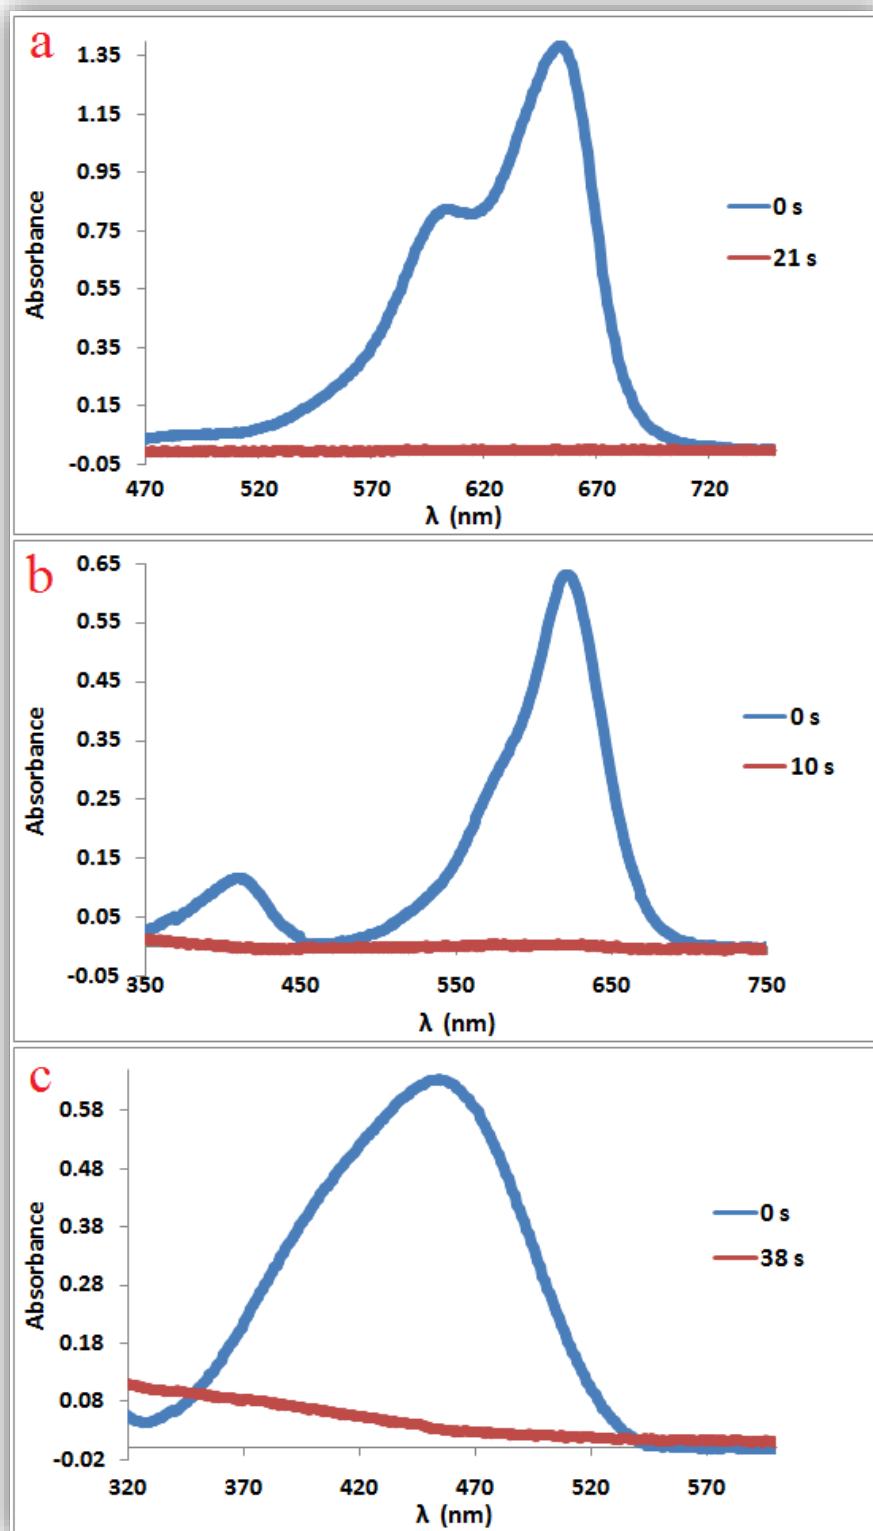 a
1.35
1.15
0.95
0.75
0.55
0.35
0.15
-0.05
Absorbance
470 520 570 620 670 720
λ (nm)
0 s
21 s
b
0.65
0.55
0.45
0.35
0.25
0.15
0.05
-0.05
Absorbance
350 450 550 650 750
λ (nm)
0 s
10 s
c
0.58
0.48
0.38
0.28
0.18
0.08
-0.02
Absorbance
320 370 420 470 520 570
λ (nm)
0 s
38 s